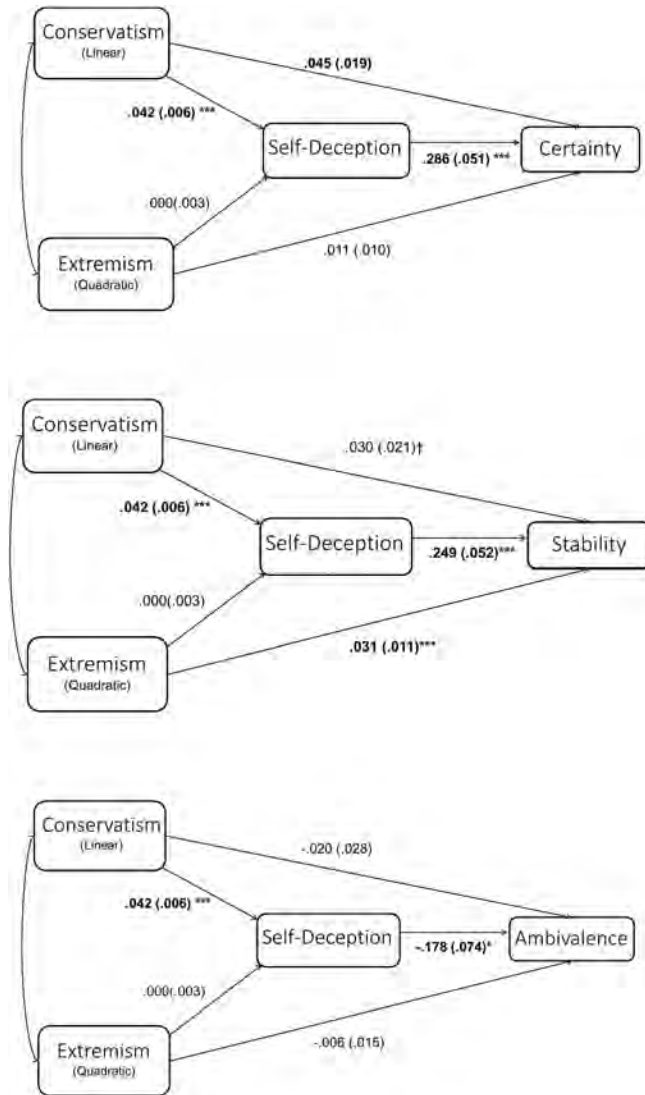 Conservatism
(Linear)
.045 (.019)
.042 (.006) ***
Self-Deception
.286 (.051) ***
Certainty
.000(.003)
.011 (.010)
Extremism
(Quadratic)
Conservatism
(Linear)
.030 (.021)†
.042 (.006) ***
Self-Deception
.249 (.052)***
Stability
.000(.003)
.031 (.011)***
Extremism
(Quadratic)
Conservatism
(Linear)
-.020 (.028)
.042 (.006) ***
Self-Deception
-.178 (.074)*
Ambivalence
.000(.003)
-.006 (.015)
Extremism
(Quadratic)